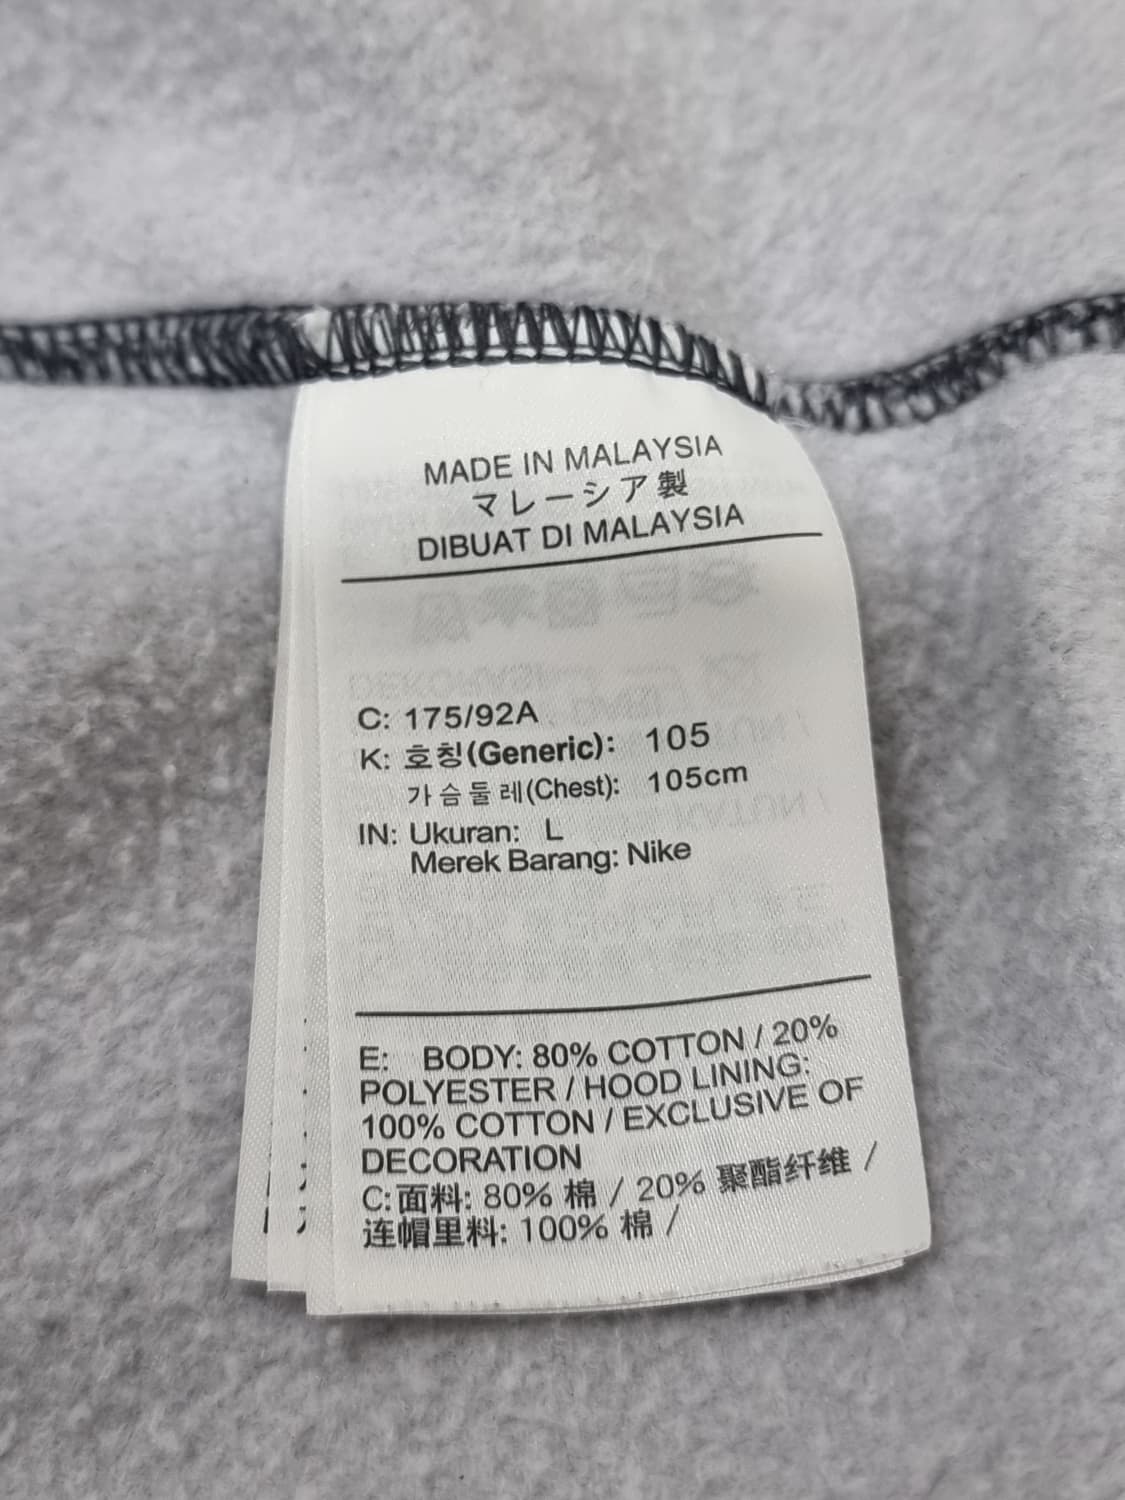 MADE IN MALAYSIA
マレーシア製
DIBUAT DI MALAYSIA
C: 175/92A
K: 호칭(Generic): 105
가슴둘레(Chest): 105cm
IN: Ukuran: L
Merek Barang: Nike
E: BODY: 80% COTTON / 20%
POLYESTER / HOOD LINING:
100% COTTON / EXCLUSIVE OF
DECORATION
C:面料: 80% 棉 / 20% 聚酯纤维 /
连帽里料: 100% 棉 /